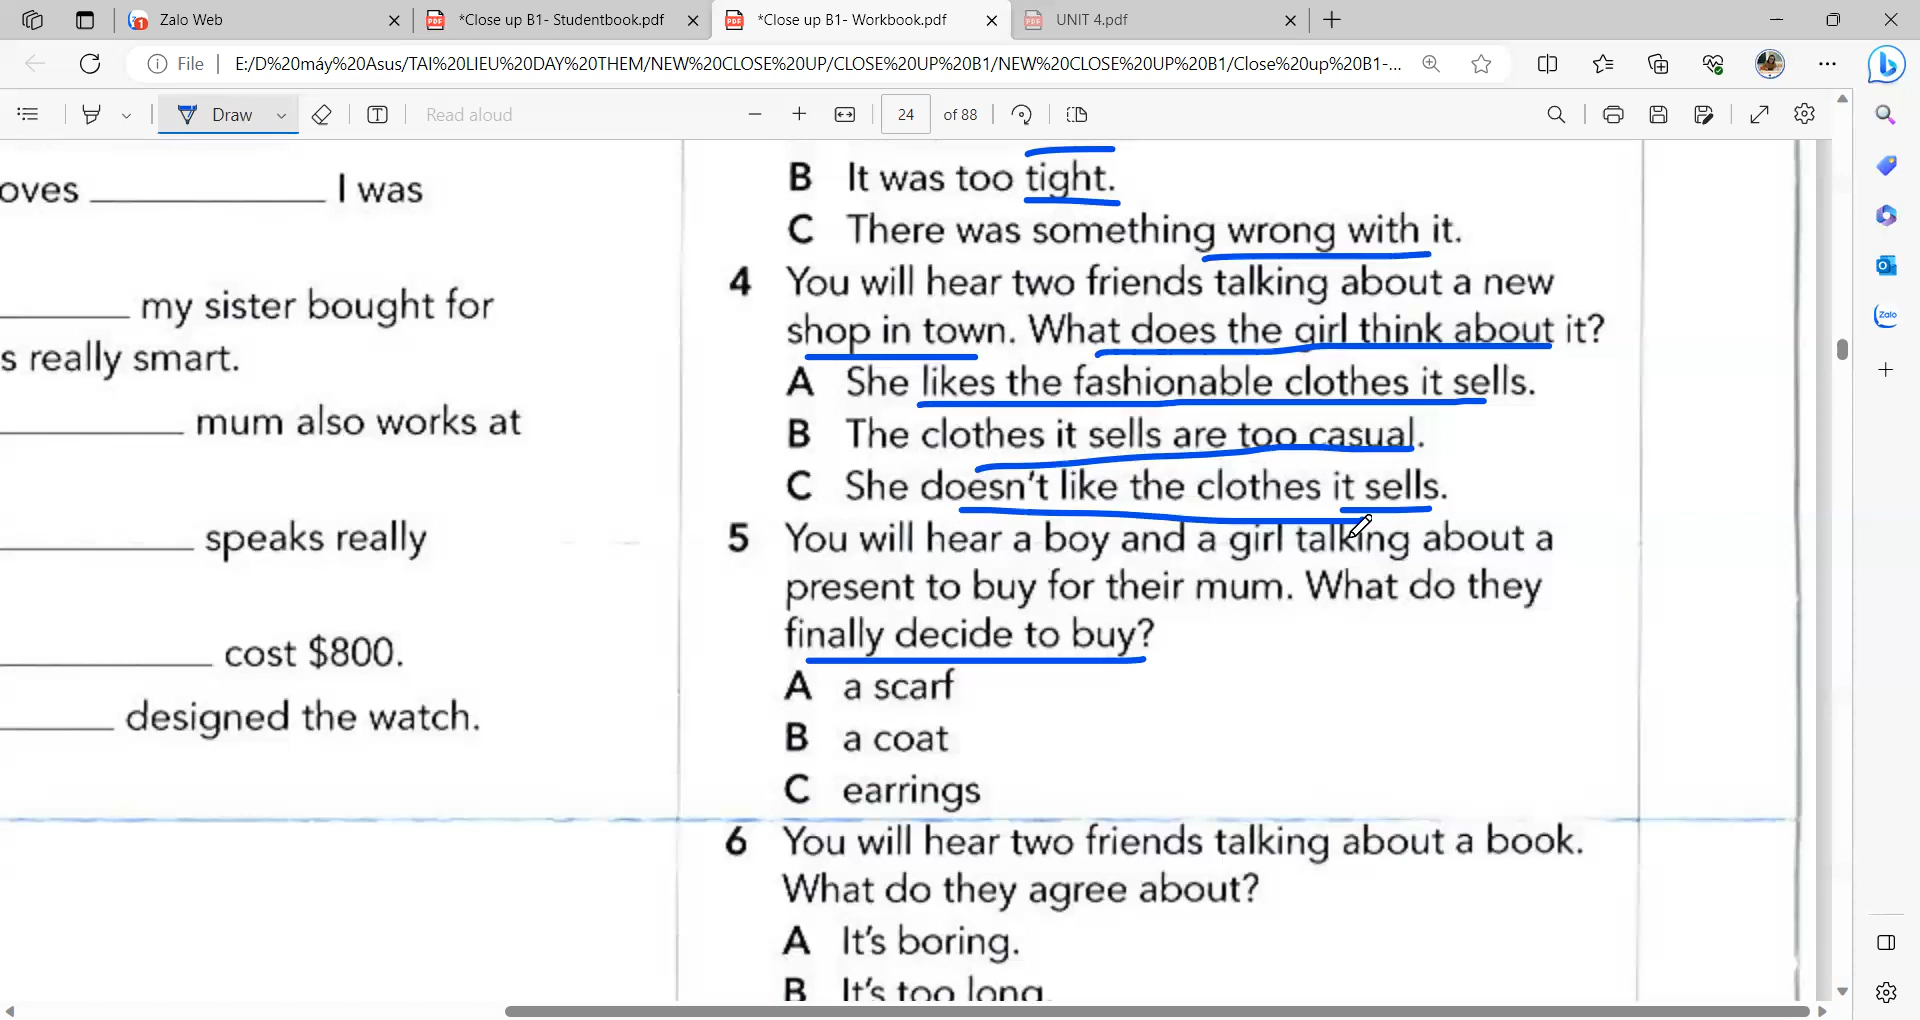 Zalo Web
*Close up B1- Studentbook.pdf
*Close up B1- Workbook.pdf
UNIT 4.pdf
File
E:/D%20máy%20Asus/TAI%20LIEU%20DAY%20THEM/NEW%20CLOSE%20UP/CLOSE%20UP%20B1/NEW%20CLOSE%20UP%20B1/Close%20up%20B1-...
Draw
Read aloud
24 of 88
oves ____________ I was
____________ my sister bought for
s really smart.
____________ mum also works at
____________ speaks really
____________ cost $800.
____________ designed the watch.
B It was too tight.
C There was something wrong with it.
4 You will hear two friends talking about a new
shop in town. What does the girl think about it?
A She likes the fashionable clothes it sells.
B The clothes it sells are too casual.
C She doesn't like the clothes it sells.
5 You will hear a boy and a girl talking about a
present to buy for their mum. What do they
finally decide to buy?
A a scarf
B a coat
C earrings
6 You will hear two friends talking about a book.
What do they agree about?
A It's boring.
B It's too long.
Zalo